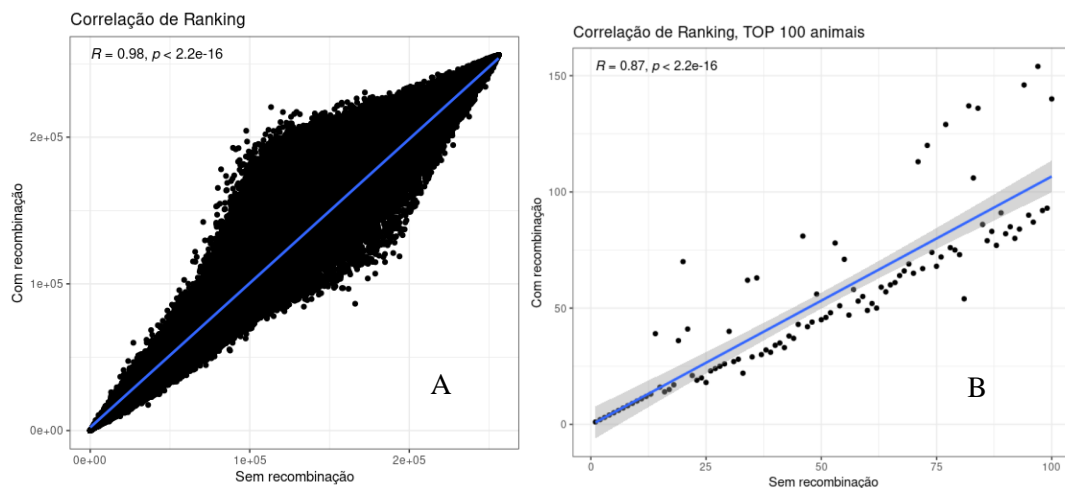 Correlação de Ranking
R = 0.98, p < 2.2e-16
Com recombinação
2e+05
1e+05
0e+00
0e+00 1e+05 2e+05
Sem recombinação
A
Correlação de Ranking, TOP 100 animais
R = 0.87, p < 2.2e-16
Com recombinação
150
100
50
0
0 25 50 75 100
Sem recombinação
B